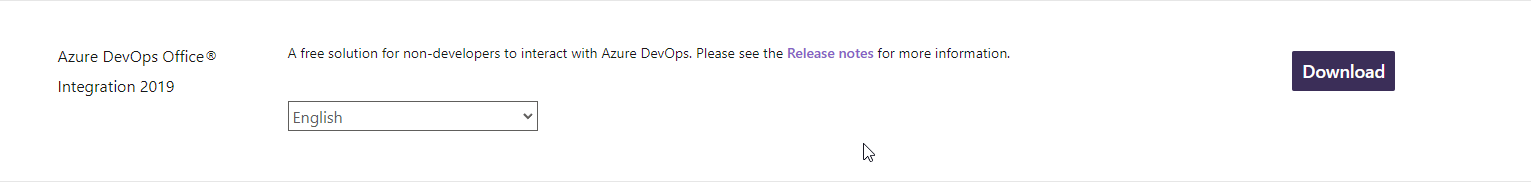 Azure DevOps Office®
Integration 2019
A free solution for non-developers to interact with Azure DevOps. Please see the Release notes for more information.
English
Download